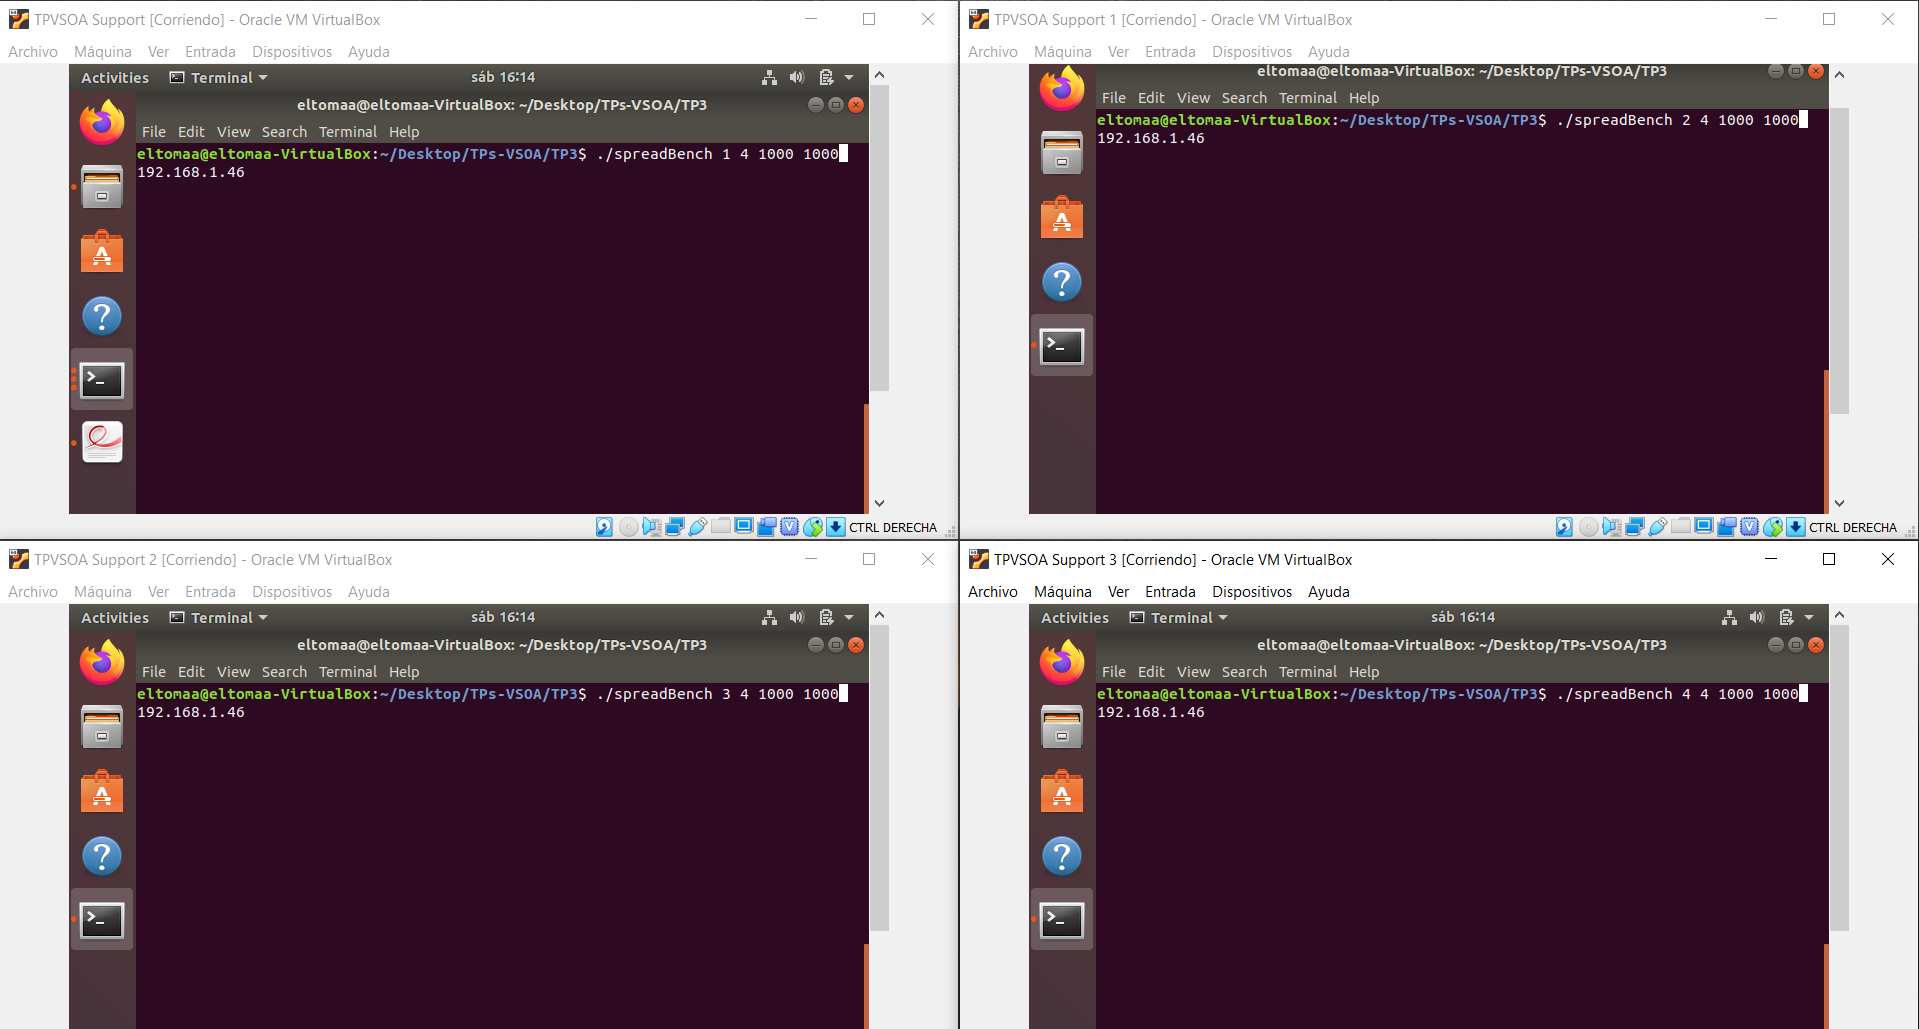 TPVSOA Support [Corriendo] - Oracle VM VirtualBox
Archivo Máquina Ver Entrada Dispositivos Ayuda
Activities Terminal sáb 16:14
eltomaa@eltomaa-VirtualBox: ~/Desktop/TPs-VSOA/TP3
File Edit View Search Terminal Help
eltomaa@eltomaa-VirtualBox:~/Desktop/TPs-VSOA/TP3$ ./spreadBench 1 4 1000 1000
192.168.1.46
CTRL DERECHA
TPVSOA Support 1 [Corriendo] - Oracle VM VirtualBox
Archivo Máquina Ver Entrada Dispositivos Ayuda
eltomaa@eltomaa-VirtualBox: ~/Desktop/TPs-VSOA/TP3
File Edit View Search Terminal Help
eltomaa@eltomaa-VirtualBox:~/Desktop/TPs-VSOA/TP3$ ./spreadBench 2 4 1000 1000
192.168.1.46
CTRL DERECHA
TPVSOA Support 2 [Corriendo] - Oracle VM VirtualBox
Archivo Máquina Ver Entrada Dispositivos Ayuda
Activities Terminal sáb 16:14
eltomaa@eltomaa-VirtualBox: ~/Desktop/TPs-VSOA/TP3
File Edit View Search Terminal Help
eltomaa@eltomaa-VirtualBox:~/Desktop/TPs-VSOA/TP3$ ./spreadBench 3 4 1000 1000
192.168.1.46
TPVSOA Support 3 [Corriendo] - Oracle VM VirtualBox
Archivo Máquina Ver Entrada Dispositivos Ayuda
Activities Terminal sáb 16:14
eltomaa@eltomaa-VirtualBox: ~/Desktop/TPs-VSOA/TP3
File Edit View Search Terminal Help
eltomaa@eltomaa-VirtualBox:~/Desktop/TPs-VSOA/TP3$ ./spreadBench 4 4 1000 1000
192.168.1.46